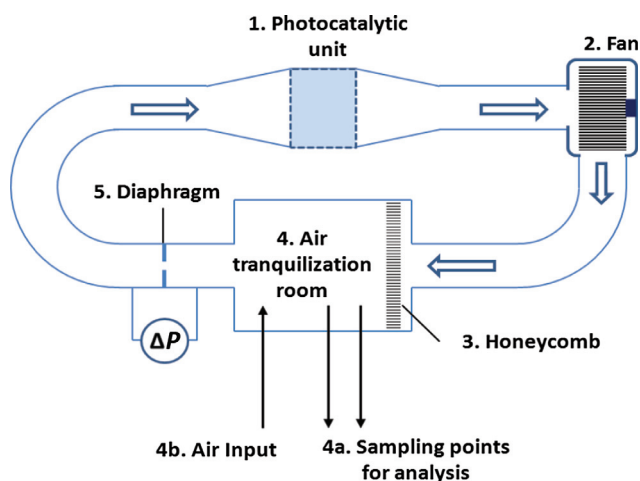 1. Photocatalytic
unit
2. Fan
5. Diaphragm
4. Air
tranquilization
room
ΔP
3. Honeycomb
4b. Air Input
4a. Sampling points
for analysis